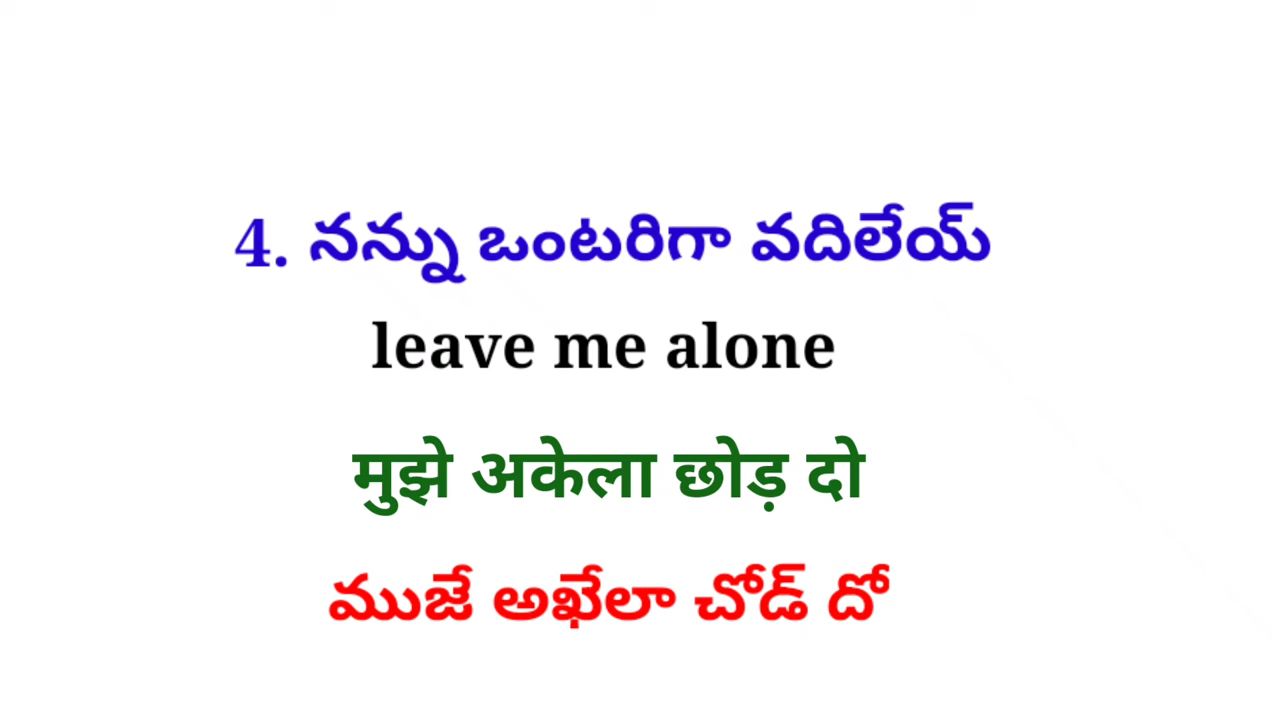 4. నన్ను ఒంటరిగా వదిలేయ్
leave me alone
मुझे अकेला छोड़ दो
ముజే అఖేలా చోడ్ దో